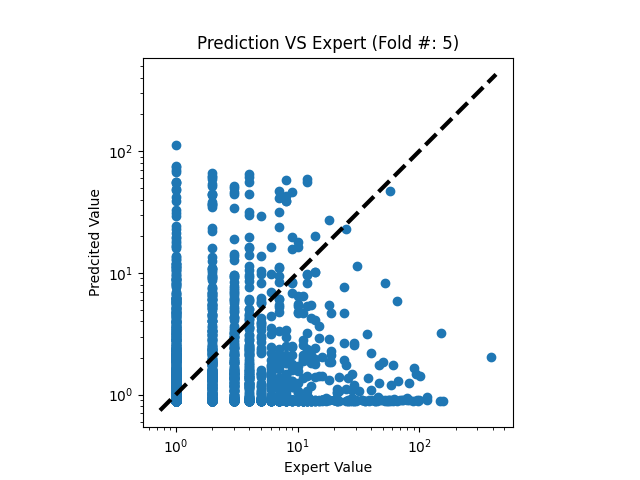 Prediction VS Expert (Fold #: 5)
10²
10¹
10⁰
Predcited Value
10⁰ 10¹ 10²
Expert Value